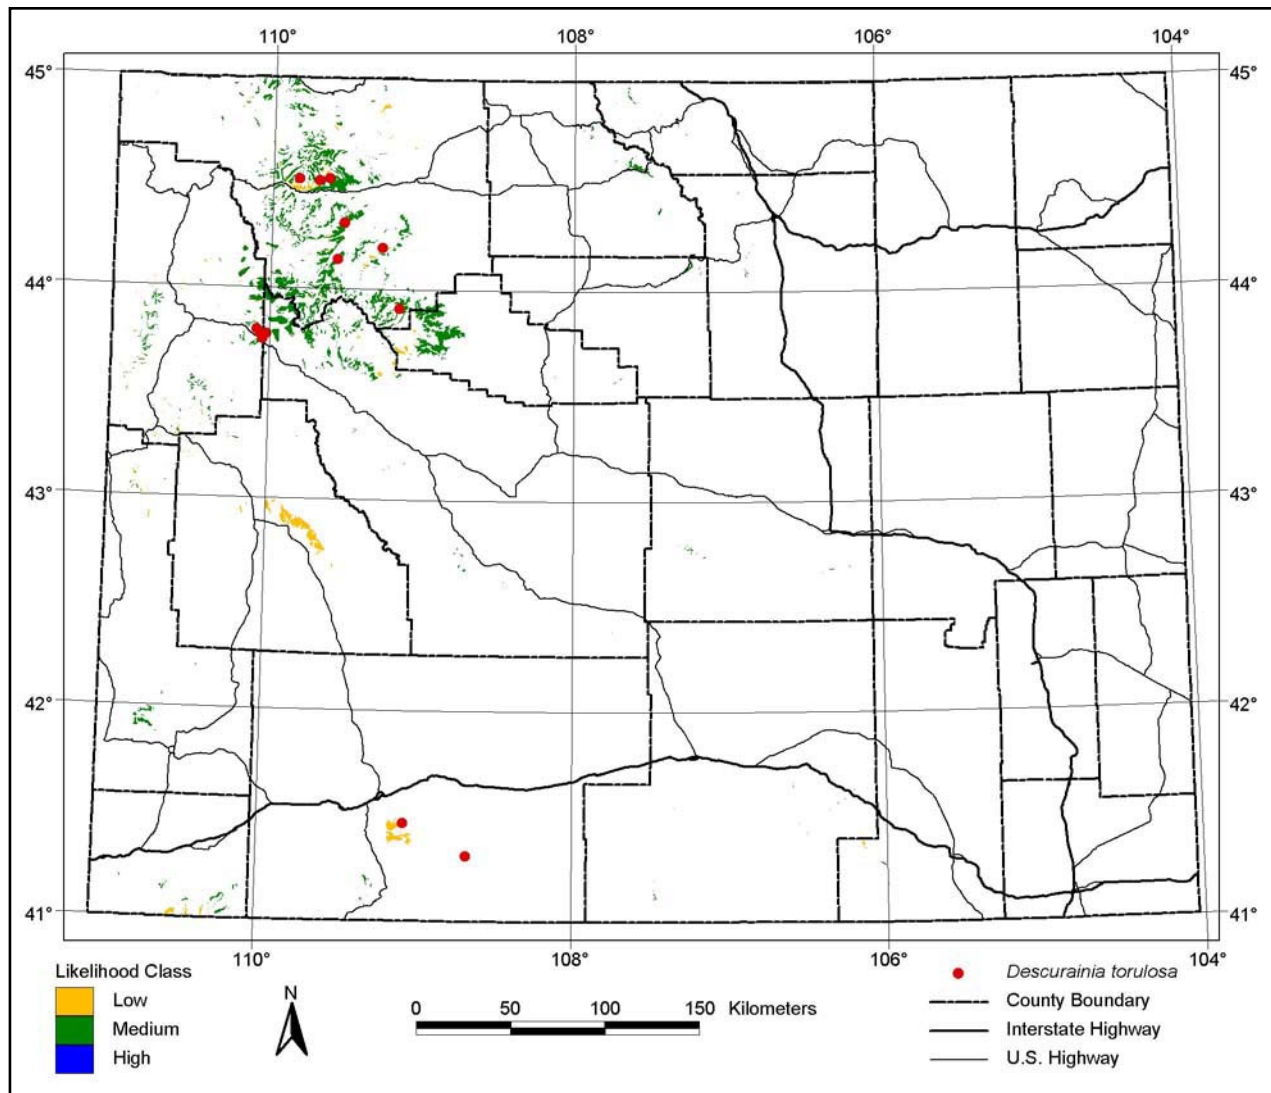 110° 108° 106° 104°
45° 45°
44° 44°
43° 43°
42° 42°
41° 41°
110° 108° 106° 104°
Likelihood Class
Low
Medium
High
N
0 50 100 150 Kilometers
Descurainia torulosa
County Boundary
Interstate Highway
U.S. Highway